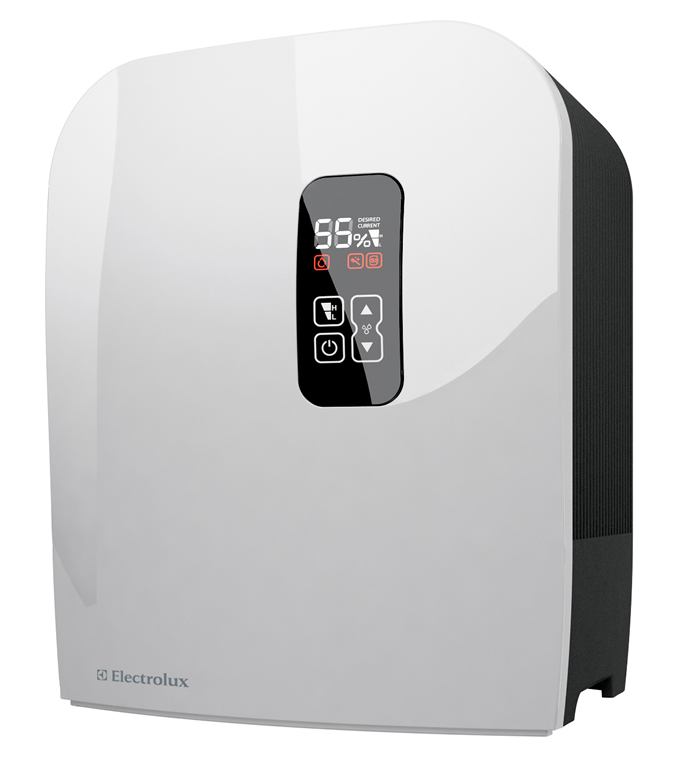 DESIRED
CURRENT
55%
H
L
Electrolux